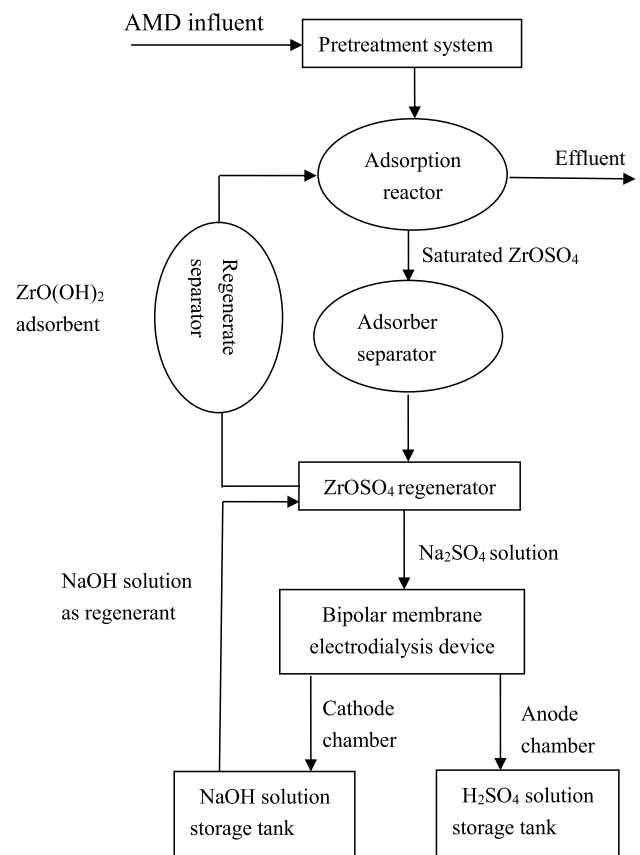 AMD influent
Pretreatment system
Adsorption
reactor
Effluent
Saturated ZrOSO₄
Regenerate
separator
ZrO(OH)₂
adsorbent
Adsorber
separator
ZrOSO₄ regenerator
Na₂SO₄ solution
NaOH solution
as regenerant
Bipolar membrane
electrodialysis device
Cathode
chamber
Anode
chamber
NaOH solution
storage tank
H₂SO₄ solution
storage tank